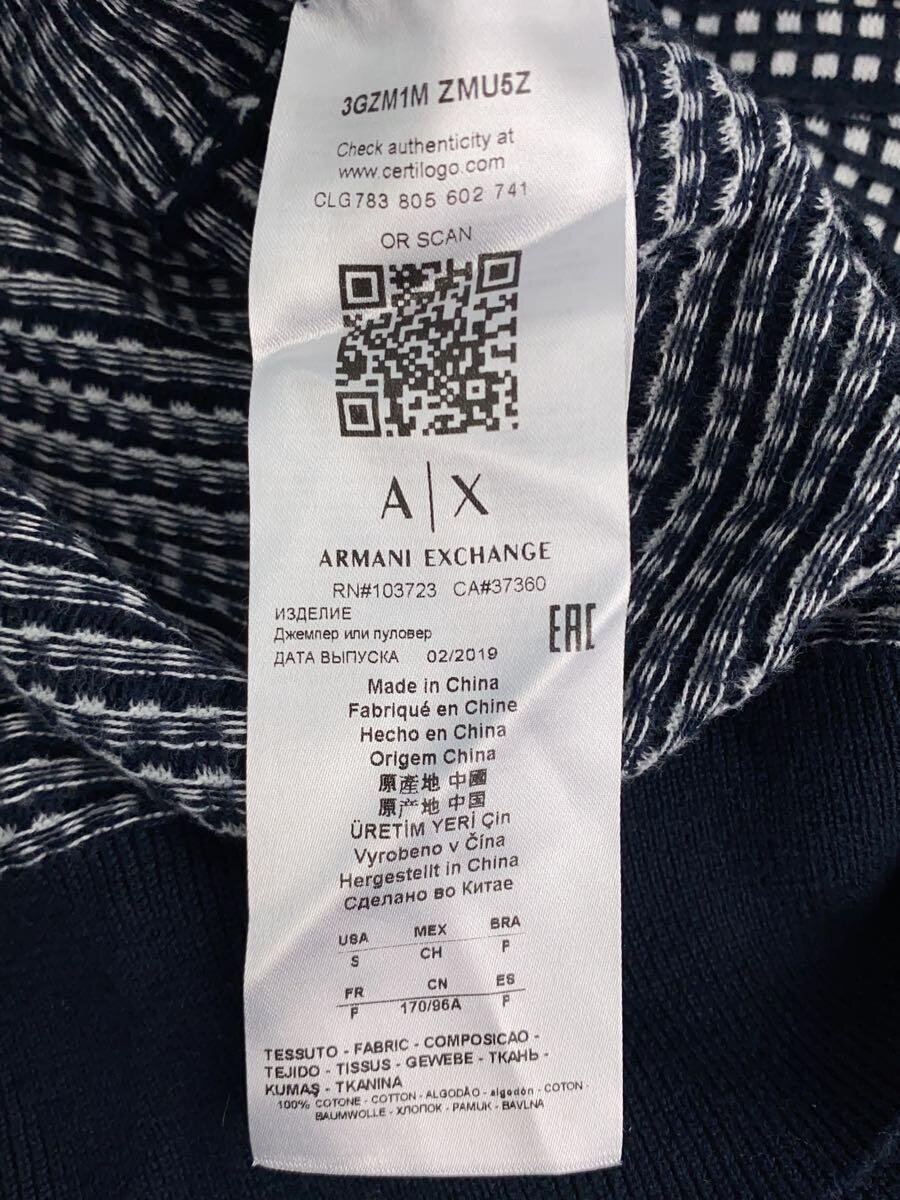 3GZM1M ZMU5Z
Check authenticity at
www.certilogo.com
CLG783 805 602 741
OR SCAN
A|X
ARMANI EXCHANGE
RN#103723 CA#37360
ИЗДЕЛИЕ
Джемпер или пуловер
ДАТА ВЫПУСКА 02/2019
EAC
Made in China
Fabriqué en Chine
Hecho en China
Origem China
原產地 中國
原产地 中国
ÜRETİM YERİ Çin
Vyrobeno v Čína
Hergestellt in China
Сделано во Китае
USA MEX BRA
S CH P
FR CN ES
P 170/96A P
TESSUTO - FABRIC - COMPOSICAO -
TEJIDO - TISSUS - GEWEBE - ТКАНЬ -
KUMAŞ - TKANINA
100% COTONE - COTTON - ALGODÃO - algodón - COTON -
BAUMWOLLE - ХЛОПОК - PAMUK - BAVLNA